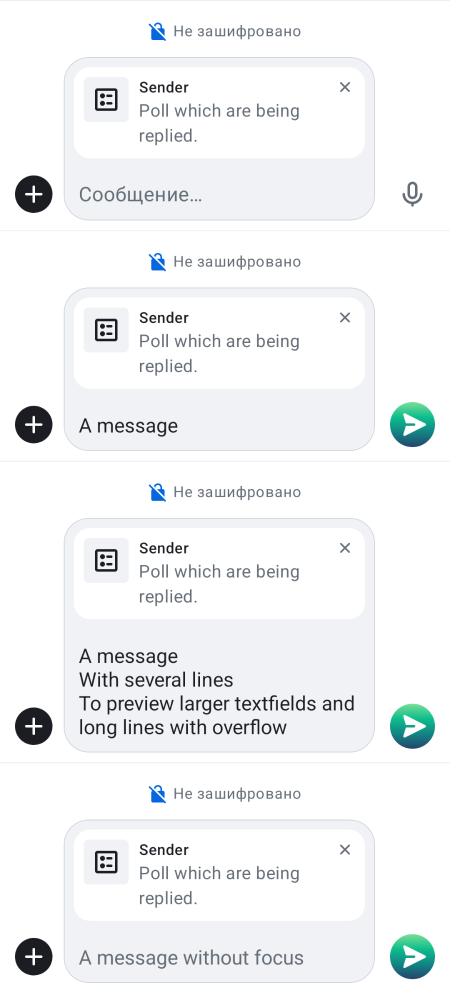 Не зашифровано
Sender
Poll which are being
replied.
Сообщение...
Не зашифровано
Sender
Poll which are being
replied.
A message
Не зашифровано
Sender
Poll which are being
replied.
A message
With several lines
To preview larger textfields and
long lines with overflow
Не зашифровано
Sender
Poll which are being
replied.
A message without focus